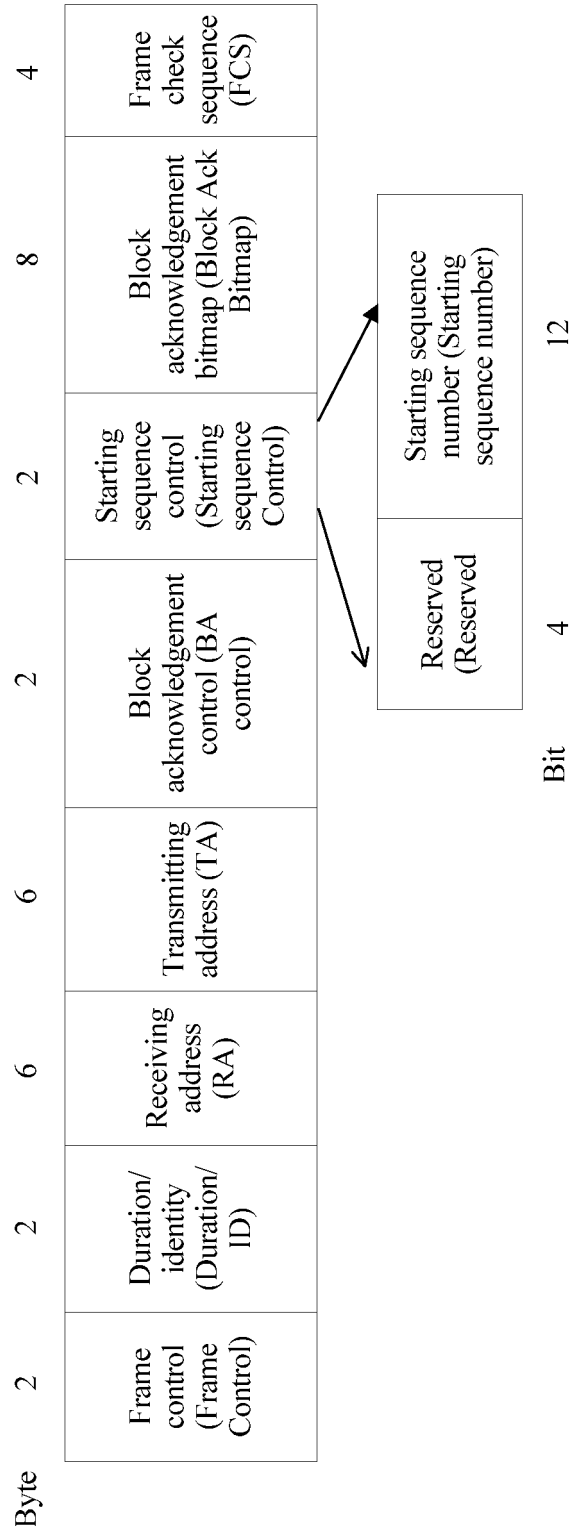 Byte 2 2 6 6 2 2 8 4
Frame
control
(Frame
Control)
Duration/
identity
(Duration/
ID)
Receiving
address
(RA)
Transmitting
address (TA)
Block
acknowledgement
control (BA
control)
Starting
sequence
control
(Starting
sequence
Control)
Block
acknowledgement
bitmap (Block Ack
Bitmap)
Frame
check
sequence
(FCS)
Reserved
(Reserved
Starting sequence
number (Starting
sequence number)
Bit 4 12